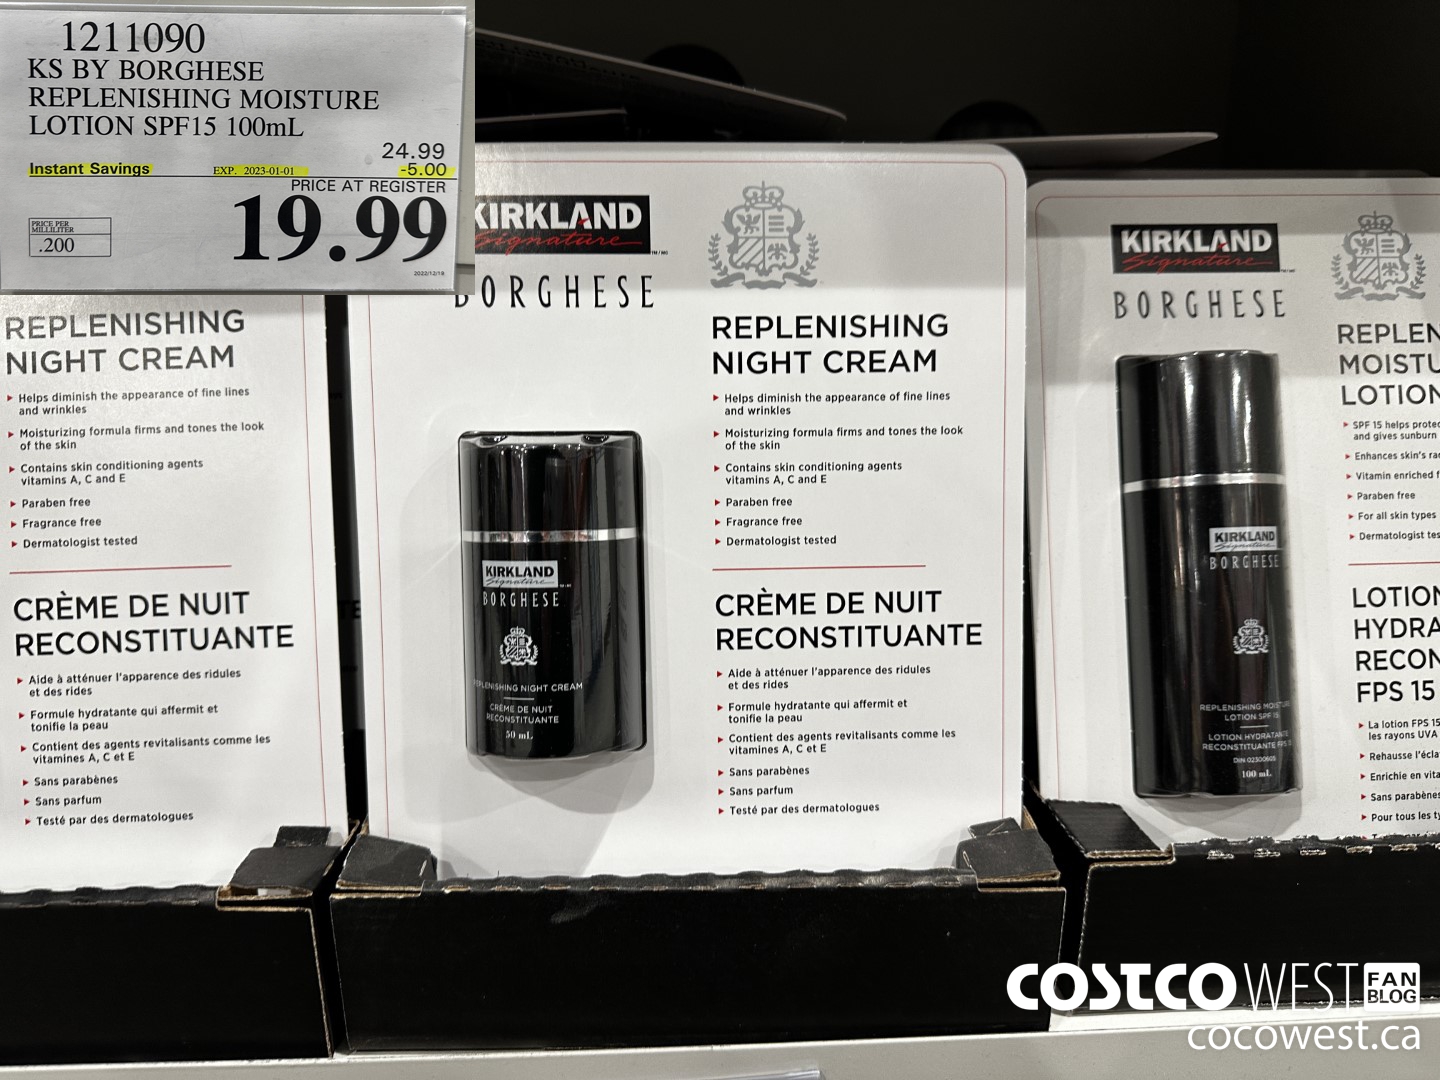 1211090
KS BY BORGHESE
REPLENISHING MOISTURE
LOTION SPF15 100mL
24.99
Instant Savings EXP. 2023-01-01 -5.00
PRICE AT REGISTER
19.99
PRICE PER
MILLILITER
.200
2022/12/19
REPLENISHING
NIGHT CREAM
Helps diminish the appearance of fine lines
and wrinkles
Moisturizing formula firms and tones the look
of the skin
Contains skin conditioning agents
vitamins A, C and E
Paraben free
Fragrance free
Dermatologist tested
CRÈME DE NUIT
RECONSTITUANTE
Aide à atténuer l'apparence des ridules
et des rides
Formule hydratante qui affermit et
tonifie la peau
Contient des agents revitalisants comme les
vitamines A, C et E
Sans parabènes
Sans parfum
Testé par des dermatologues
KIRKLAND
Signature
TM/MC
BORGHESE
REPLENISHING
NIGHT CREAM
Helps diminish the appearance of fine lines
and wrinkles
Moisturizing formula firms and tones the look
of the skin
Contains skin conditioning agents
vitamins A, C and E
Paraben free
Fragrance free
Dermatologist tested
CRÈME DE NUIT
RECONSTITUANTE
Aide à atténuer l'apparence des ridules
et des rides
Formule hydratante qui affermit et
tonifie la peau
Contient des agents revitalisants comme les
vitamines A, C et E
Sans parabènes
Sans parfum
Testé par des dermatologues
KIRKLAND
Signature
BORGHESE
REPLENISHING NIGHT CREAM
CRÈME DE NUIT
RECONSTITUANTE
50 mL
KIRKLAND
Signature
BORGHESE
REPLEN
MOISTU
LOTION
SPF 15 helps protec
and gives sunburn
Enhances skin's ra
Vitamin enriched f
Paraben free
For all skin types
Dermatologist tes
LOTION
HYDRA
RECON
FPS 15
La lotion FPS 15
les rayons UVA
Rehausse l'écla
Enrichie en vita
Sans parabènes
Pour tous les ty
KIRKLAND
Signature
BORGHESE
REPLENISHING MOISTU
LOTION SPF 15
LOTION HYDRATAN
RECONSTITUANTE FPS 15
DIN 02300605
100 mL
COSTCO WEST FAN
BLOG
cocowest.ca